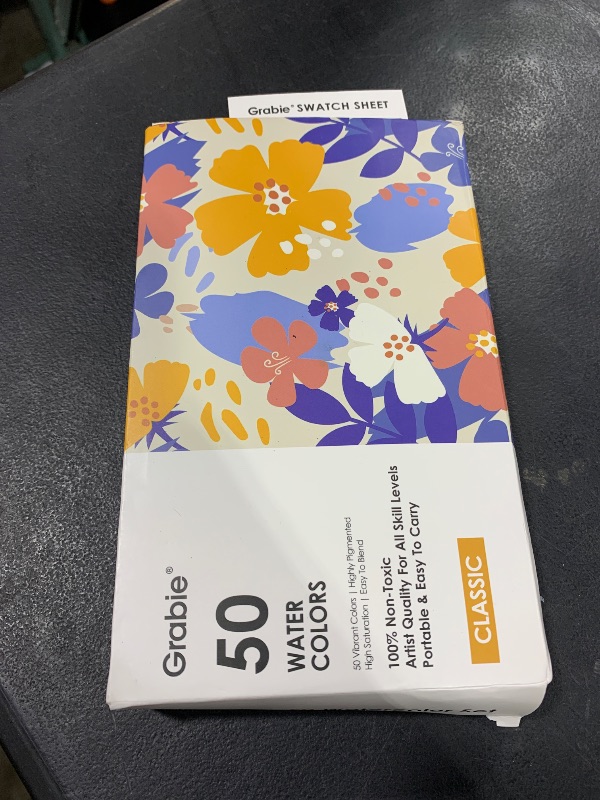 Grabie® SWATCH SHEET
Grabie®
50
WATER
COLORS
50 Vibrant Colors | Highly Pigmented
High Saturation | Easy To Blend
100% Non-Toxic
Artist Quality For All Skill Levels
Portable & Easy To Carry
CLASSIC